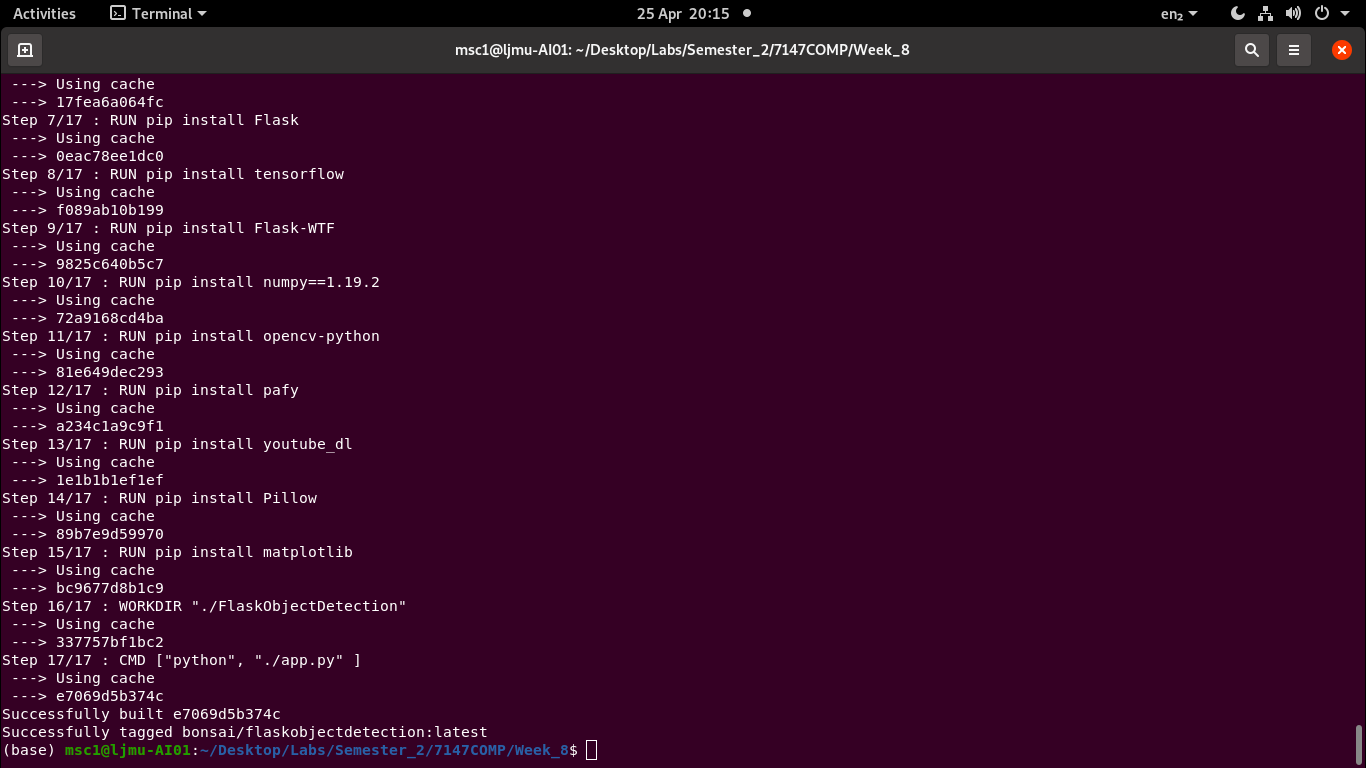 Activities Terminal 25 Apr 20:15 en₂
msc1@ljmu-AI01: ~/Desktop/Labs/Semester_2/7147COMP/Week_8
---> Using cache
---> 17fea6a064fc
Step 7/17 : RUN pip install Flask
---> Using cache
---> 0eac78ee1dc0
Step 8/17 : RUN pip install tensorflow
---> Using cache
---> f089ab10b199
Step 9/17 : RUN pip install Flask-WTF
---> Using cache
---> 9825c640b5c7
Step 10/17 : RUN pip install numpy==1.19.2
---> Using cache
---> 72a9168cd4ba
Step 11/17 : RUN pip install opencv-python
---> Using cache
---> 81e649dec293
Step 12/17 : RUN pip install pafy
---> Using cache
---> a234c1a9c9f1
Step 13/17 : RUN pip install youtube_dl
---> Using cache
---> 1e1b1b1ef1ef
Step 14/17 : RUN pip install Pillow
---> Using cache
---> 89b7e9d59970
Step 15/17 : RUN pip install matplotlib
---> Using cache
---> bc9677d8b1c9
Step 16/17 : WORKDIR "./FlaskObjectDetection"
---> Using cache
---> 337757bf1bc2
Step 17/17 : CMD ["python", "./app.py" ]
---> Using cache
---> e7069d5b374c
Successfully built e7069d5b374c
Successfully tagged bonsai/flaskobjectdetection:latest
(base) msc1@ljmu-AI01:~/Desktop/Labs/Semester_2/7147COMP/Week_8$